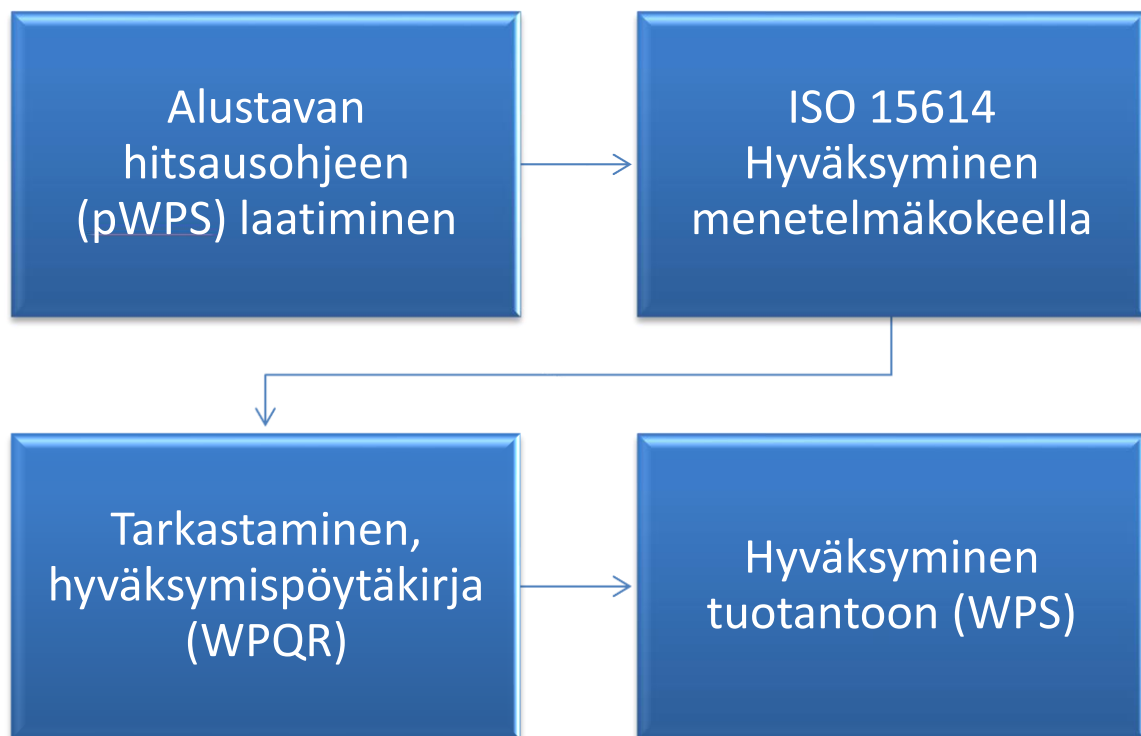 Alustavan
hitsausohjeen
(pWPS) laatiminen
ISO 15614
Hyväksyminen
menetelmäkokeella
Tarkastaminen,
hyväksymispöytäkirja
(WPQR)
Hyväksyminen
tuotantoon (WPS)